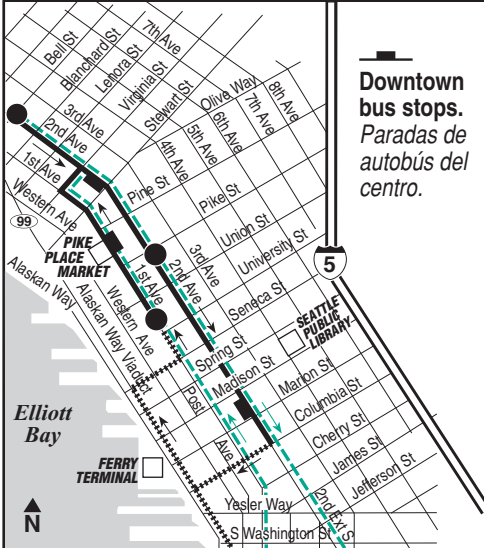 7th Ave
Bell St
Blanchard St
Lenora St
Virginia St
Stewart St
Olive Way
8th Ave
7th Ave
6th Ave
5th Ave
4th Ave
3rd Ave
2nd Ave
1st Ave
Western Ave
99
Pine St
Pike St
Union St
University St
PIKE
PLACE
MARKET
1st Ave
2nd Ave
3rd Ave
Seneca St
5
Alaskan Way
Alaskan Way Viaduct
Western Ave
SEATTLE
PUBLIC
LIBRARY
Spring St
Madison St
Marion St
Columbia St
Cherry St
James St
Jefferson St
Post
Ave
Elliott
Bay
FERRY
TERMINAL
Yesler Way
2nd Ext S
S Washington St
N
Downtown
bus stops.
Paradas de
autobús del
centro.